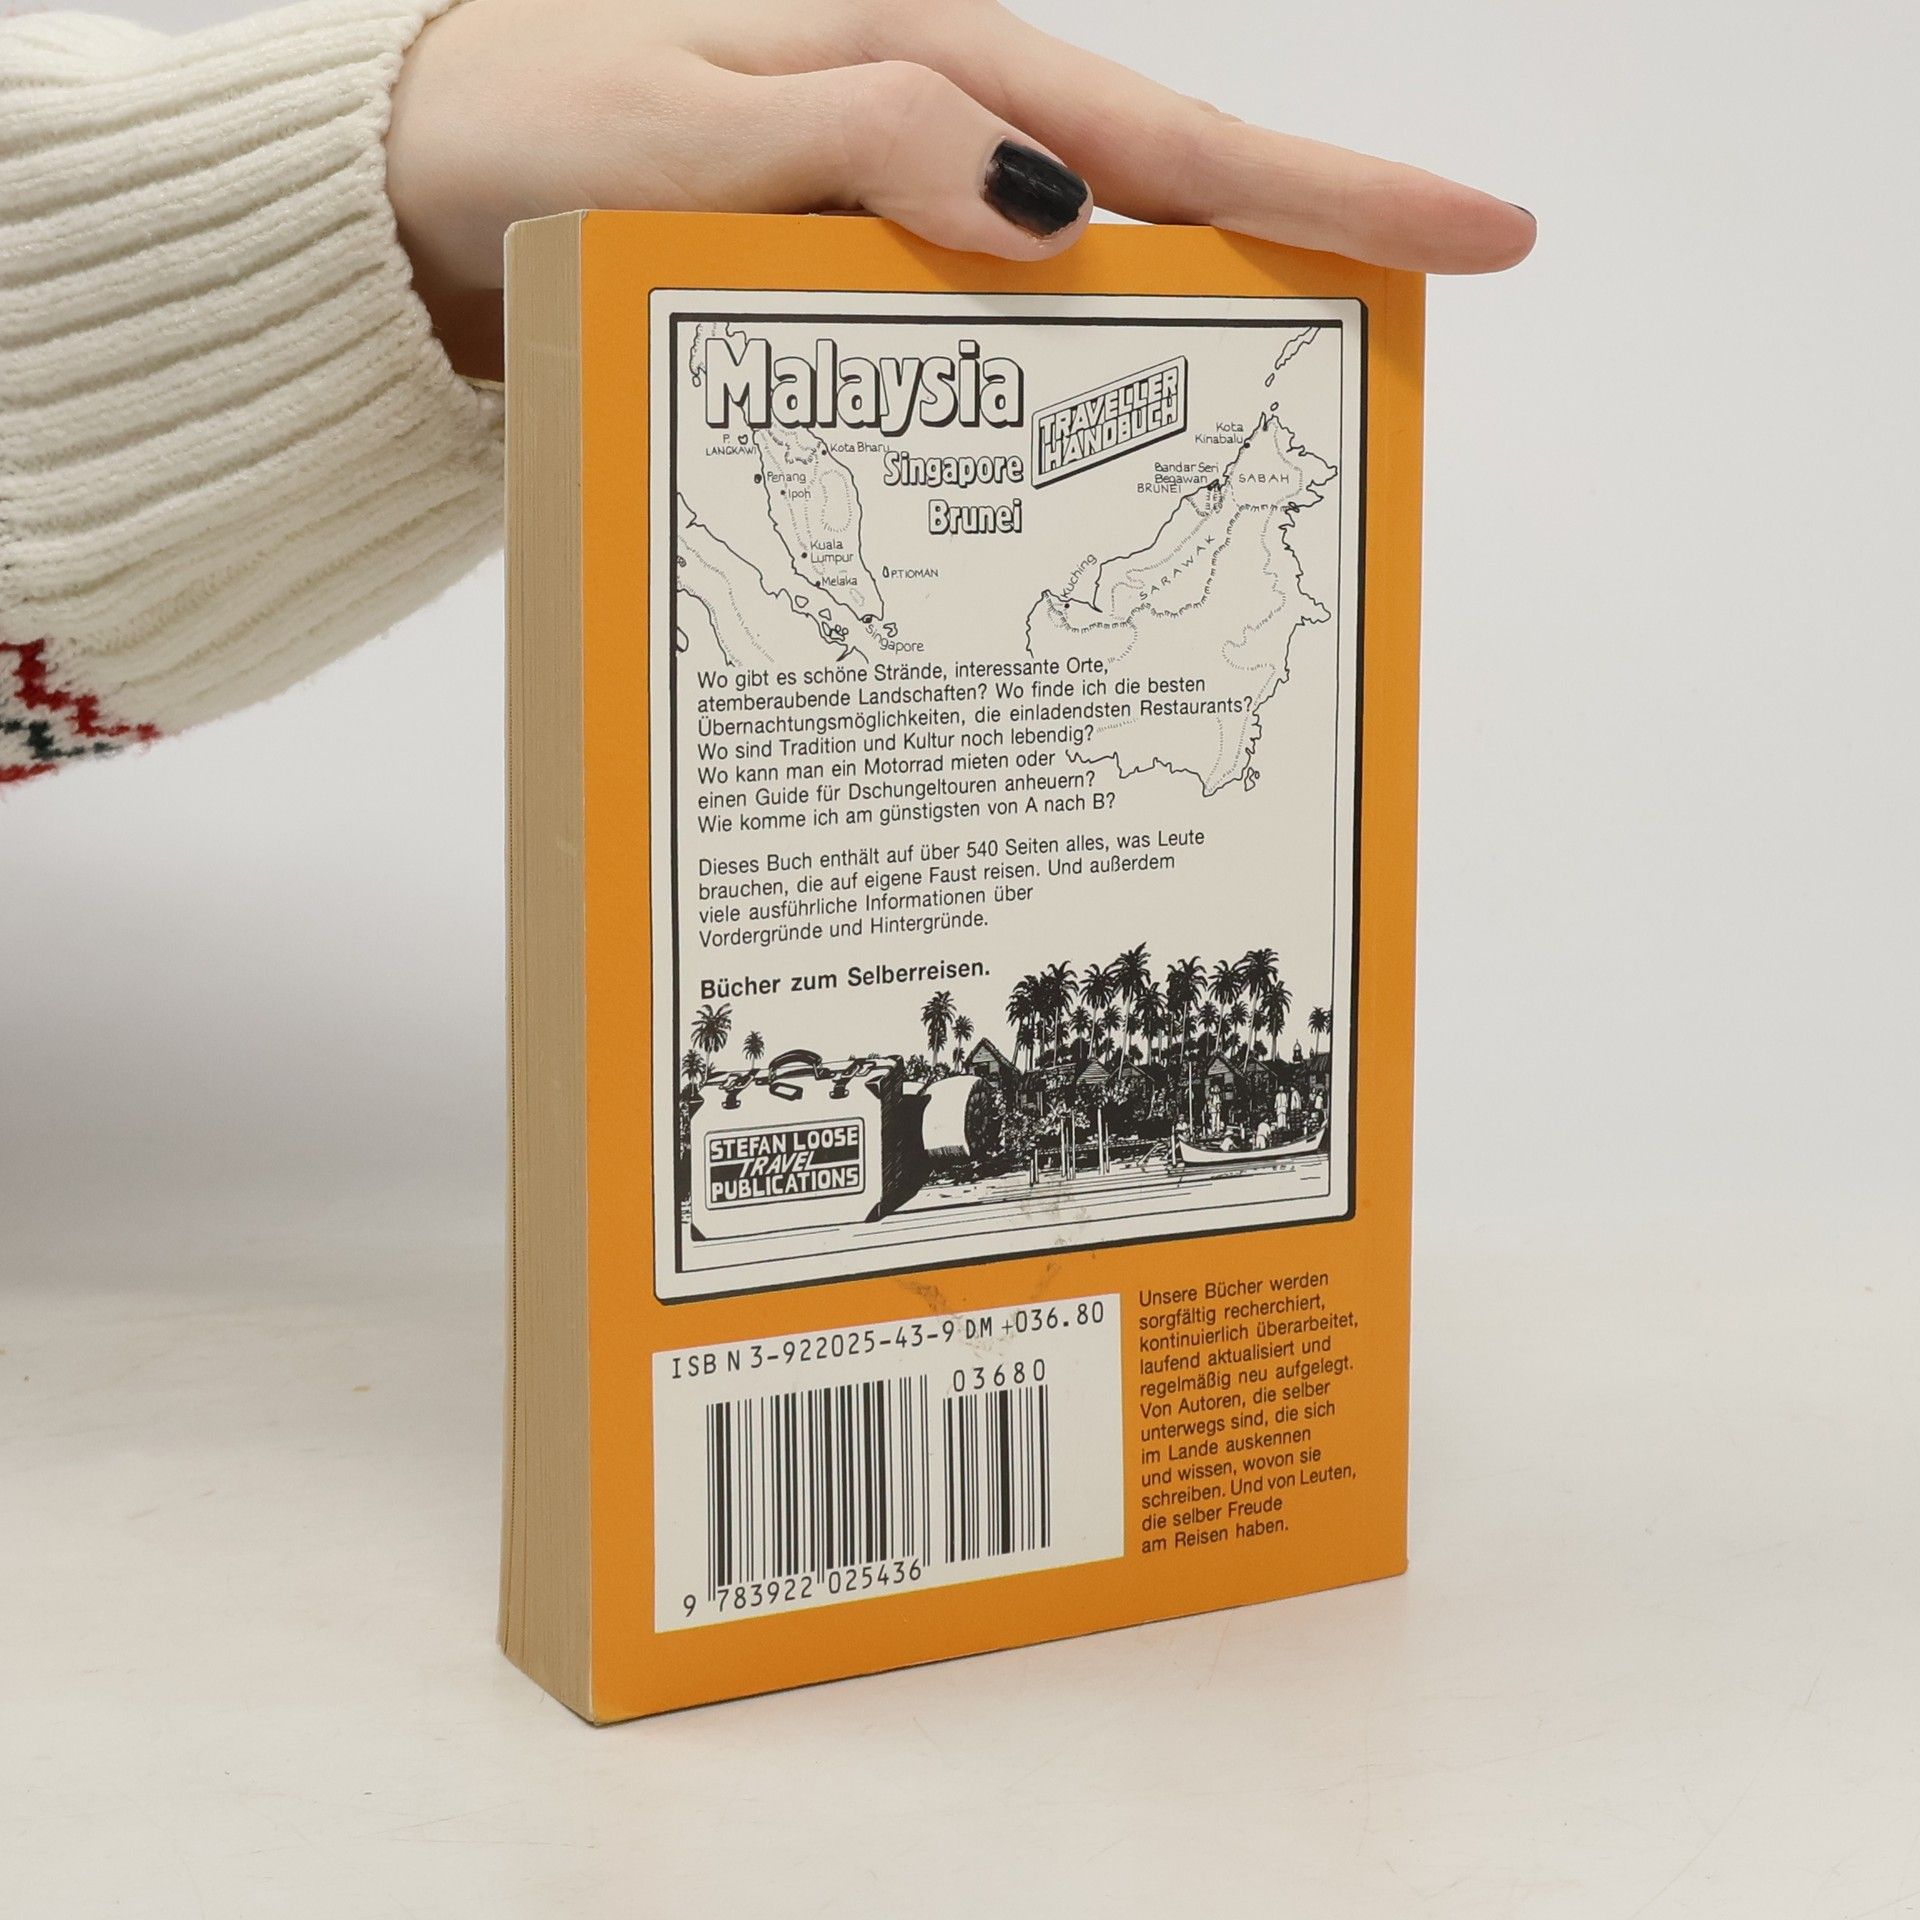 Malaysia
TRAVELLER
HANDBUCH
Singapore
Brunei
P.
LANGKAWI
Kota Bharu
Penang
Ipoh
Kuala
Lumpur
Melaka
P.TIOMAN
Singapore
Kota
Kinabalu
Bandar Seri
Begawan
BRUNEI
SABAH
SARAWAK
Kuching
Wo gibt es schöne Strände, interessante Orte,
atemberaubende Landschaften? Wo finde ich die besten
Übernachtungsmöglichkeiten, die einladendsten Restaurants?
Wo sind Tradition und Kultur noch lebendig?
Wo kann man ein Motorrad mieten oder
einen Guide für Dschungeltouren anheuern?
Wie komme ich am günstigsten von A nach B?
Dieses Buch enthält auf über 540 Seiten alles, was Leute
brauchen, die auf eigene Faust reisen. Und außerdem
viele ausführliche Informationen über
Vordergründe und Hintergründe.
Bücher zum Selberreisen.
STEFAN LOOSE
TRAVEL
PUBLICATIONS
ISBN 3-922025-43-9 DM +036.80
03680
9 783922 025436
Unsere Bücher werden
sorgfältig recherchiert,
kontinuierlich überarbeitet,
laufend aktualisiert und
regelmäßig neu aufgelegt.
Von Autoren, die selber
unterwegs sind, die sich
im Lande auskennen
und wissen, wovon sie
schreiben. Und von Leuten,
die selber Freude
am Reisen haben.